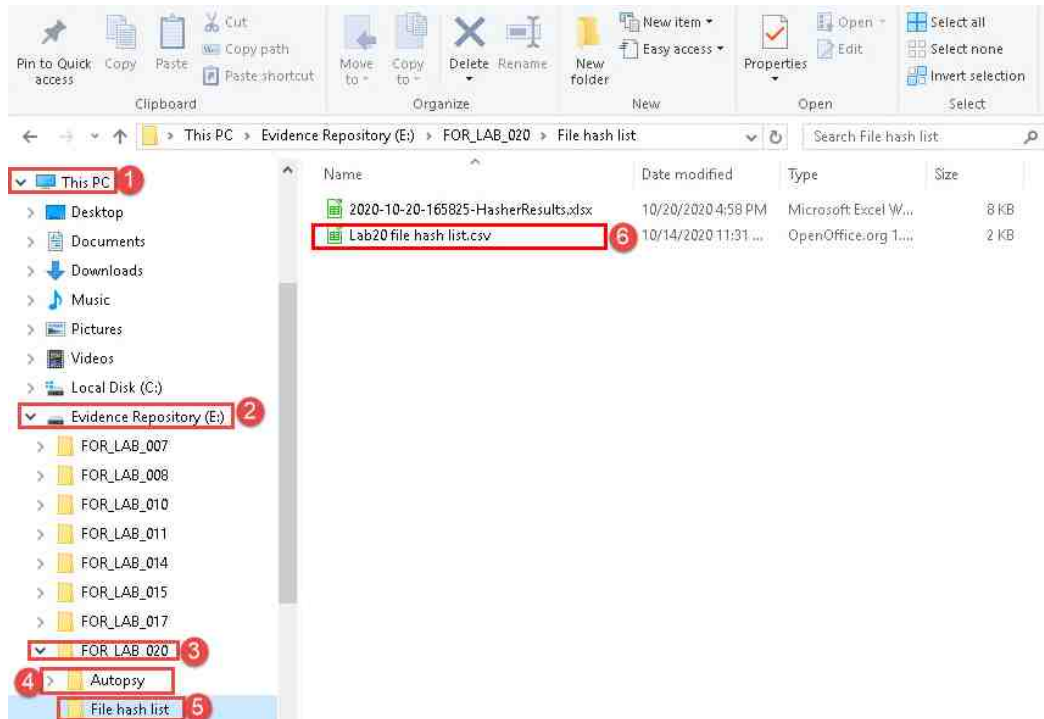 Pin to Quick access
Copy
Paste
Cut
Copy path
Paste shortcut
Clipboard
Move to
Copy to
Delete
Rename
Organize
New folder
New item
Easy access
New
Properties
Open
Edit
Open
Select all
Select none
Invert selection
Select
This PC > Evidence Repository (E:) > FOR_LAB_020 > File hash list
Search File hash list
This PC 1
Desktop
Documents
Downloads
Music
Pictures
Videos
Local Disk (C:)
Evidence Repository (E:) 2
FOR_LAB_007
FOR_LAB_008
FOR_LAB_010
FOR_LAB_011
FOR_LAB_014
FOR_LAB_015
FOR_LAB_017
FOR_LAB_020 3
4 Autopsy
File hash list 5
Name Date modified Type Size
2020-10-20-165825-HasherResults.xlsx 10/20/2020 4:58 PM Microsoft Excel W... 8 KB
Lab20 file hash list.csv 6 10/14/2020 11:31 ... OpenOffice.org 1.... 2 KB